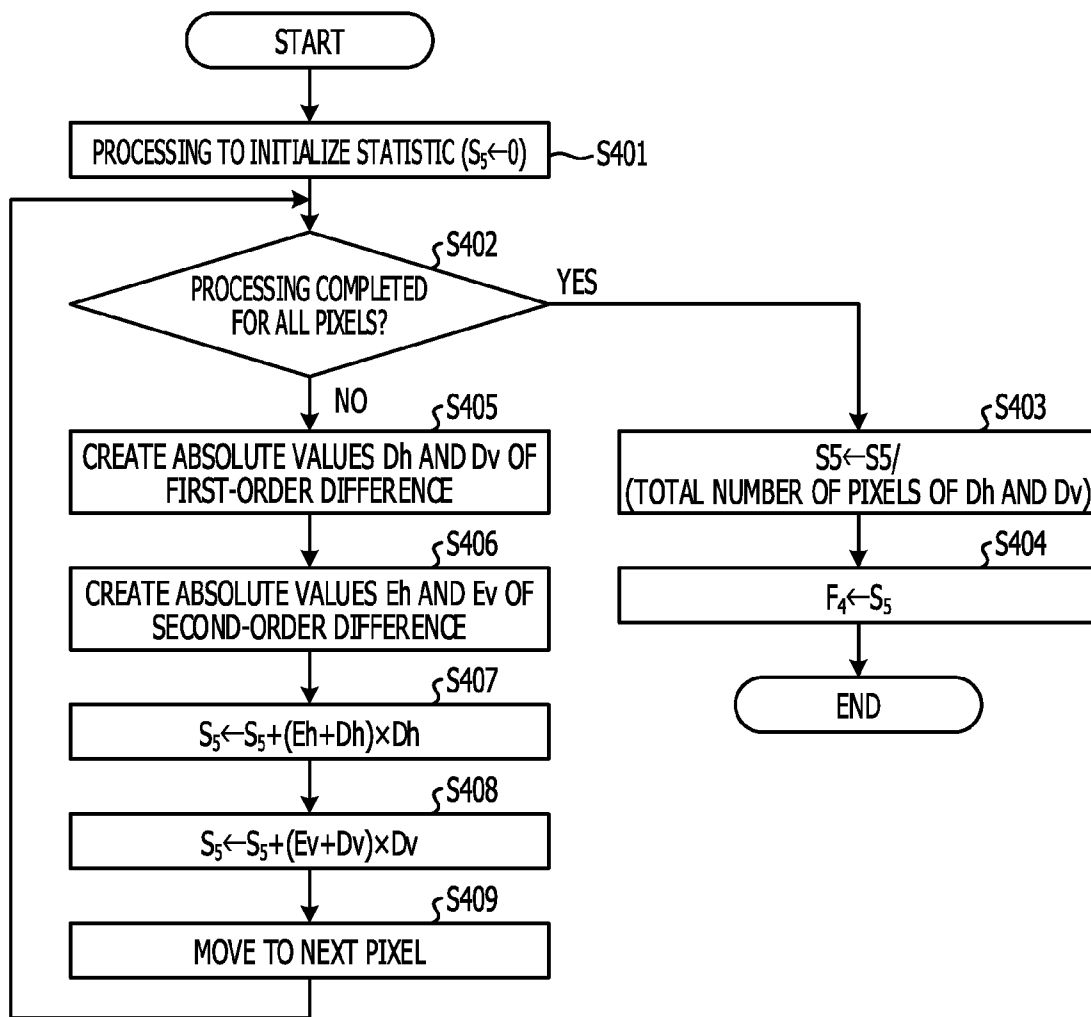 START
PROCESSING TO INITIALIZE STATISTIC (S₅←0)
S401
S402
PROCESSING COMPLETED
FOR ALL PIXELS?
YES
NO
S405
CREATE ABSOLUTE VALUES Dh AND Dv OF
FIRST-ORDER DIFFERENCE
S406
CREATE ABSOLUTE VALUES Eh AND Ev OF
SECOND-ORDER DIFFERENCE
S407
S₅←S₅+(Eh+Dh)×Dh
S408
S₅←S₅+(Ev+Dv)×Dv
S409
MOVE TO NEXT PIXEL
S403
S5←S5/
(TOTAL NUMBER OF PIXELS OF Dh AND Dv)
S404
F₄←S₅
END